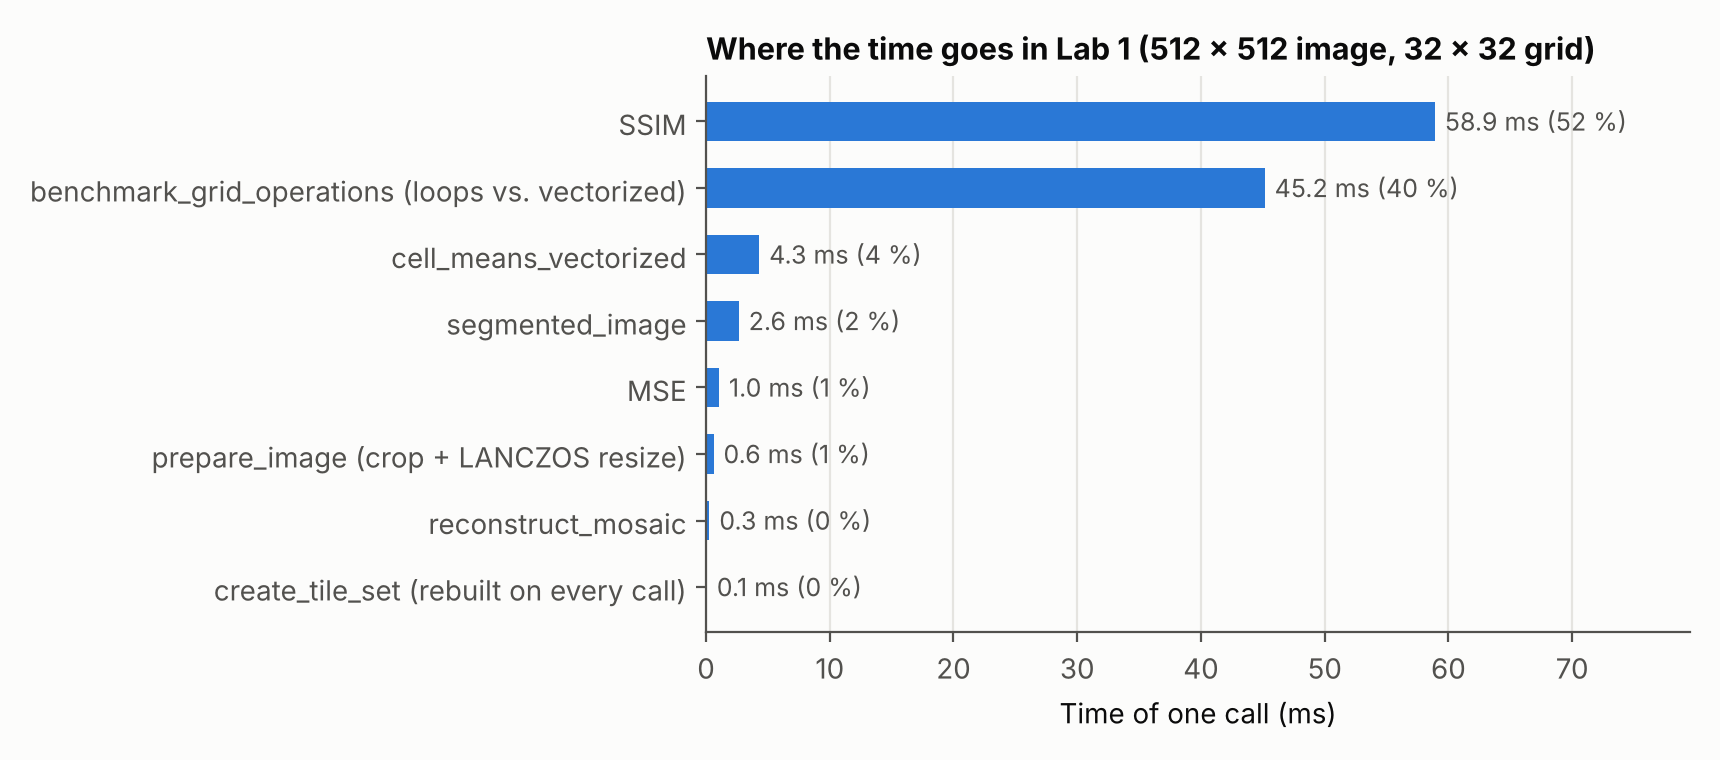 Where the time goes in Lab 1 (512 × 512 image, 32 × 32 grid)
SSIM 58.9 ms (52 %)
benchmark_grid_operations (loops vs. vectorized) 45.2 ms (40 %)
cell_means_vectorized 4.3 ms (4 %)
segmented_image 2.6 ms (2 %)
MSE 1.0 ms (1 %)
prepare_image (crop + LANCZOS resize) 0.6 ms (1 %)
reconstruct_mosaic 0.3 ms (0 %)
create_tile_set (rebuilt on every call) 0.1 ms (0 %)
0 10 20 30 40 50 60 70
Time of one call (ms)